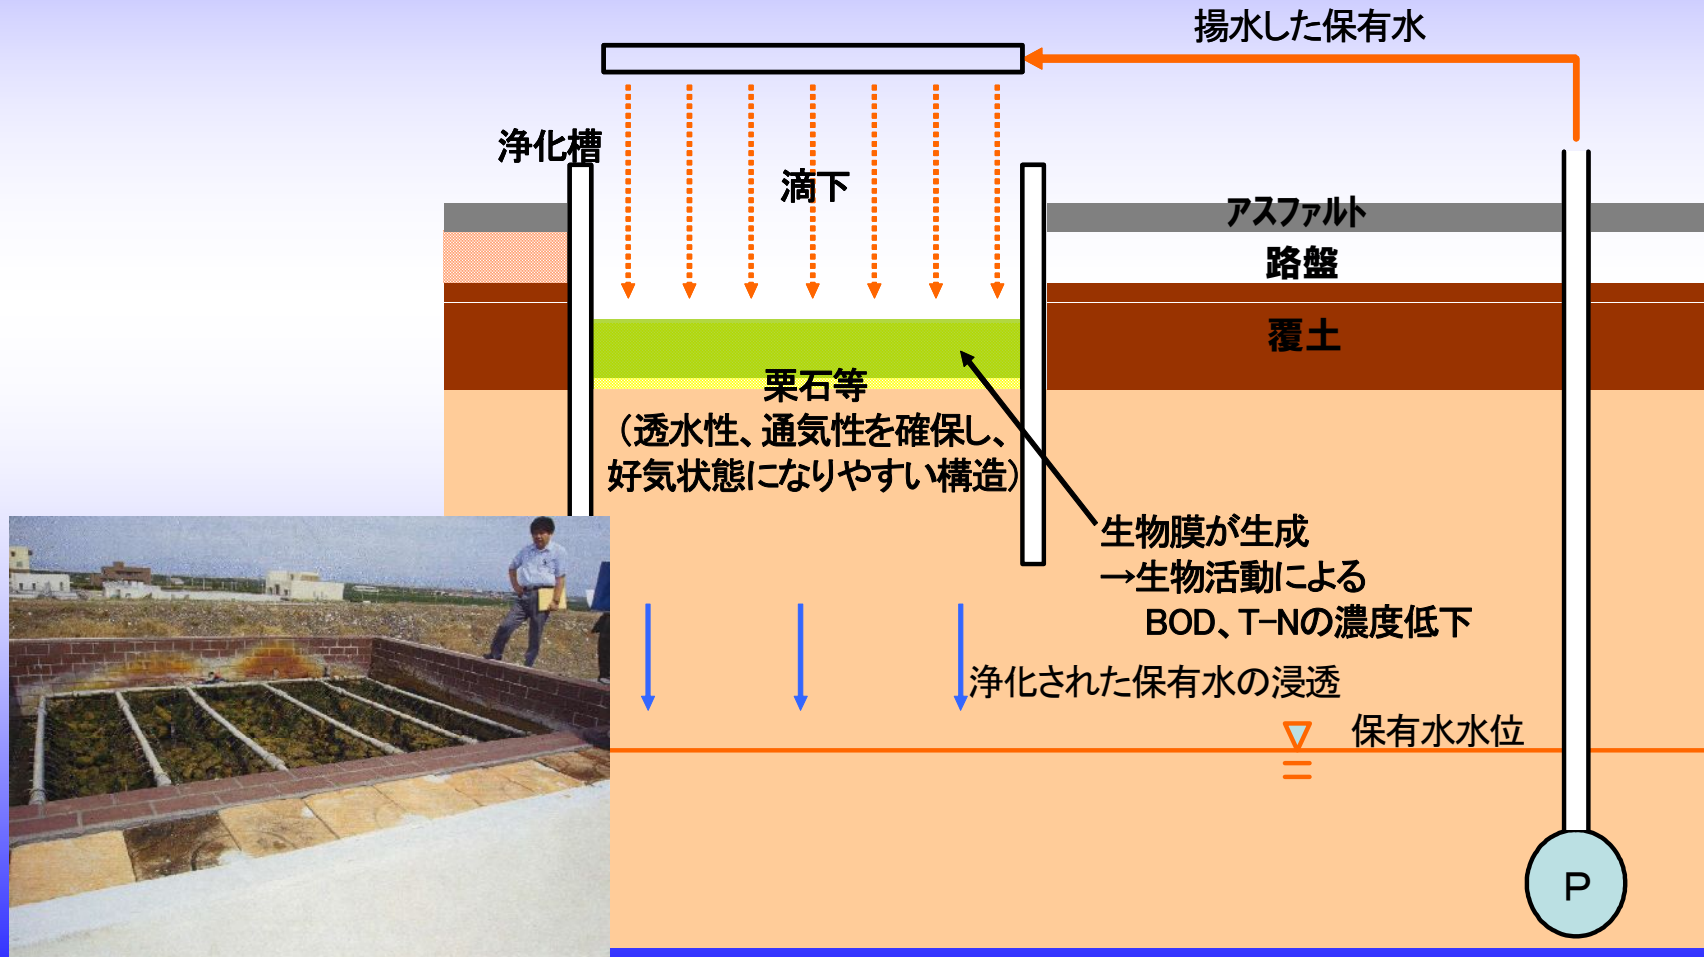 揚水した保有水
浄化槽
滴下
アスファルト
路盤
覆土
栗石等
（透水性、通気性を確保し、
好気状態になりやすい構造）
生物膜が生成
→生物活動による
BOD、T-Nの濃度低下
浄化された保有水の浸透
保有水水位
P